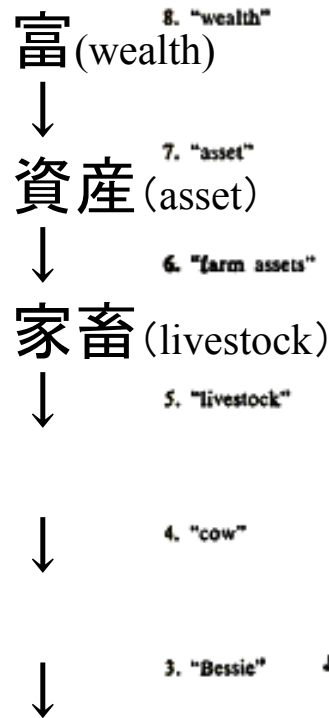 8. "wealth"
富(wealth)
↓
7. "asset"
資産(asset)
↓
6. "farm assets"
家畜(livestock)
↓
5. "livestock"
↓
4. "cow"
↓
3. "Bessie"